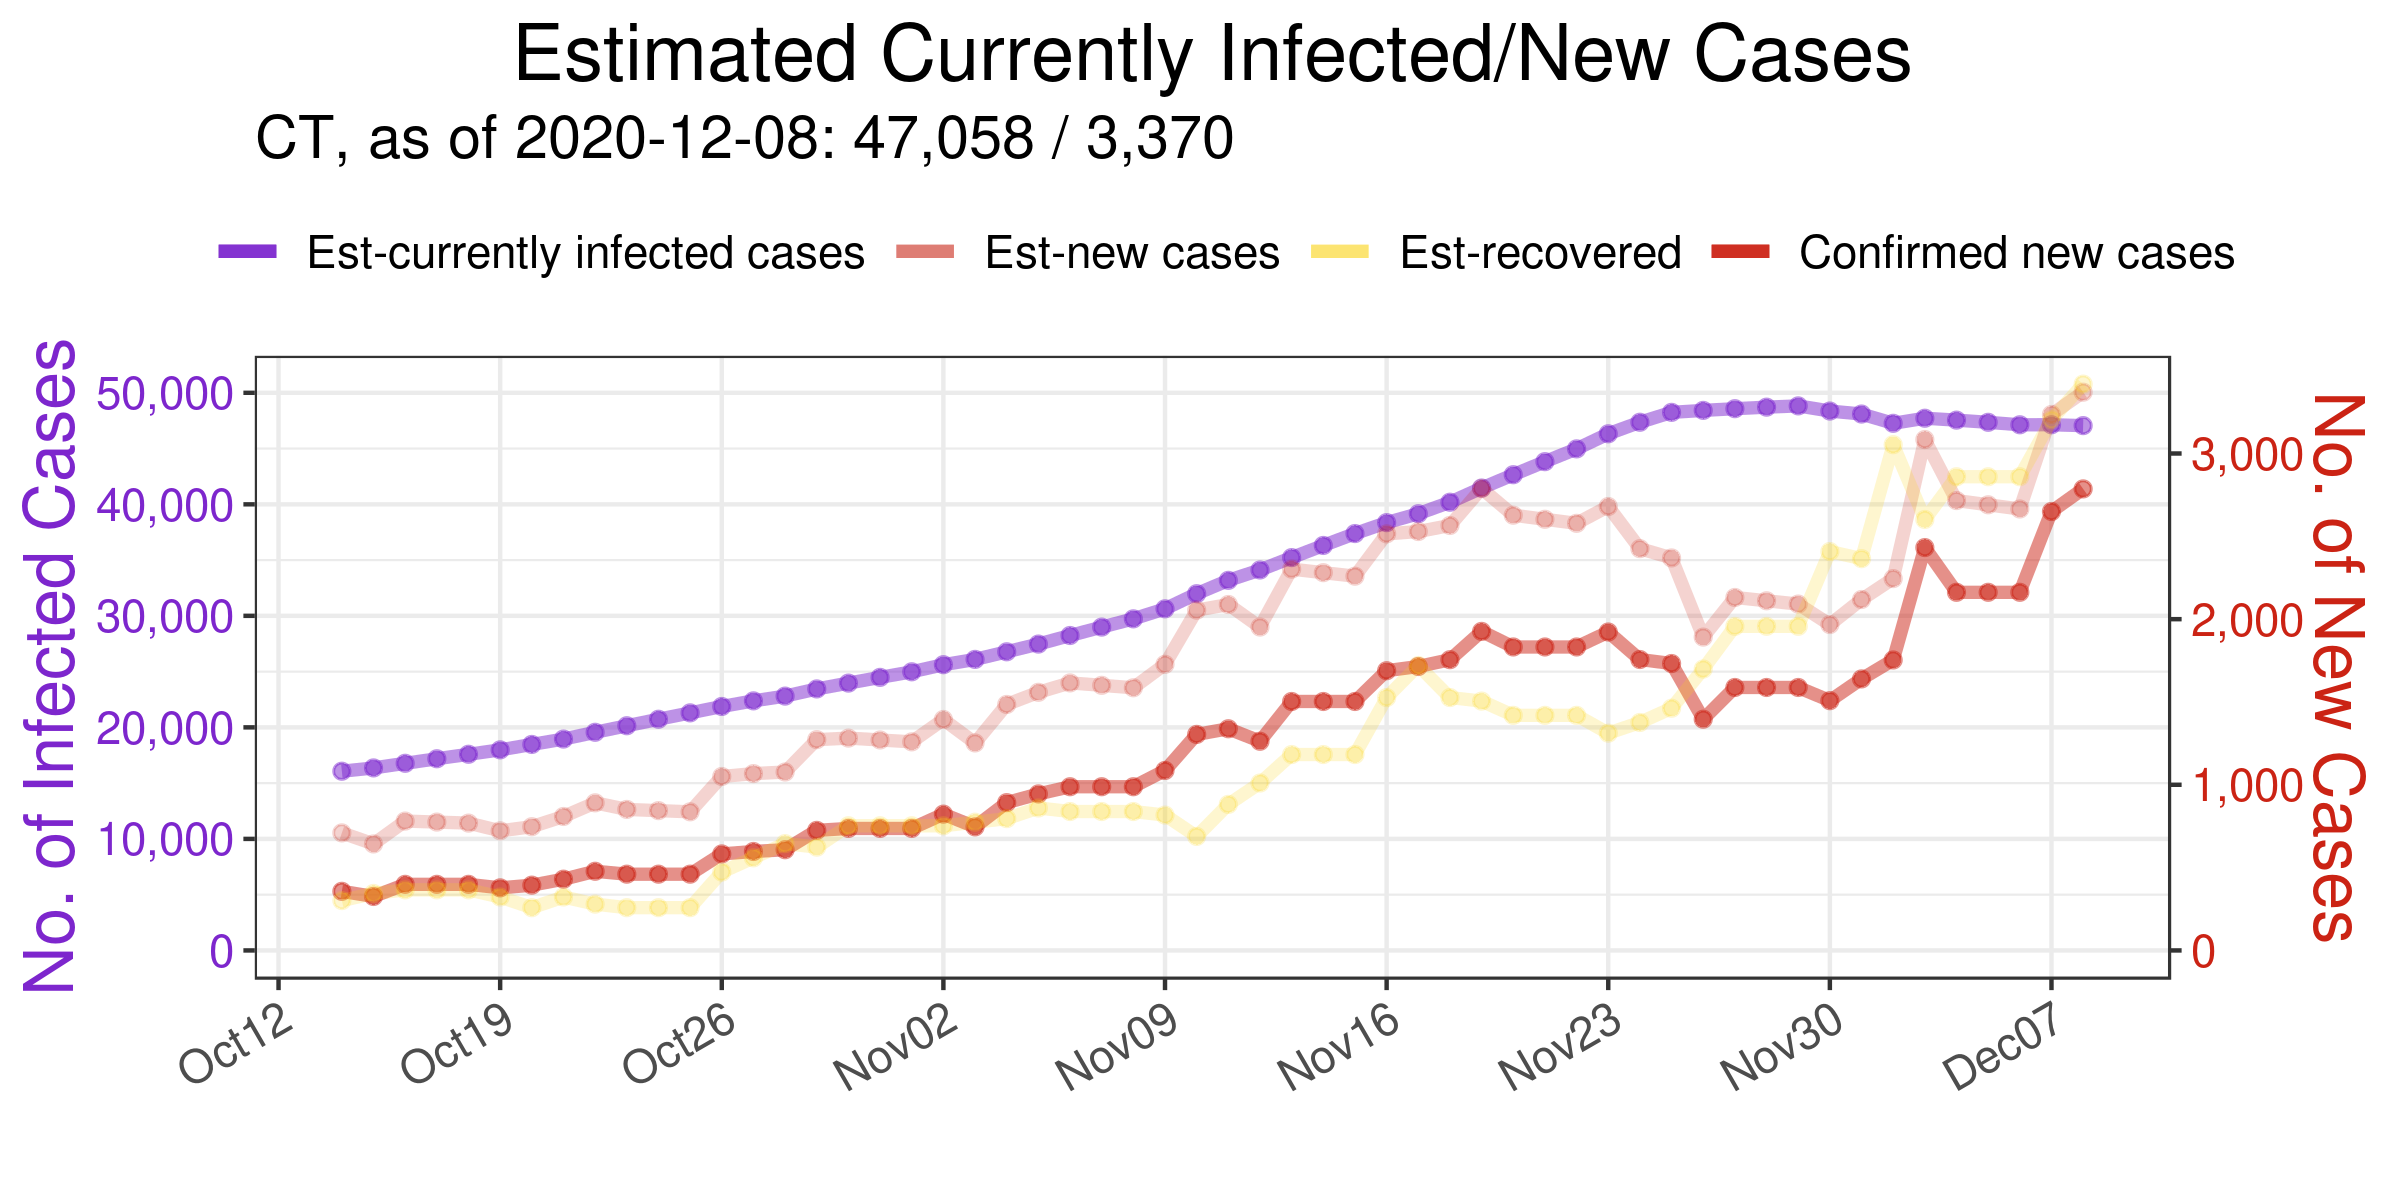 Estimated Currently Infected/New Cases
CT, as of 2020-12-08: 47,058 / 3,370
Est-currently infected cases
Est-new cases
Est-recovered
Confirmed new cases
No. of Infected Cases
50,000
40,000
30,000
20,000
10,000
0
No. of New Cases
3,000
2,000
1,000
0
Oct12
Oct19
Oct26
Nov02
Nov09
Nov16
Nov23
Nov30
Dec07